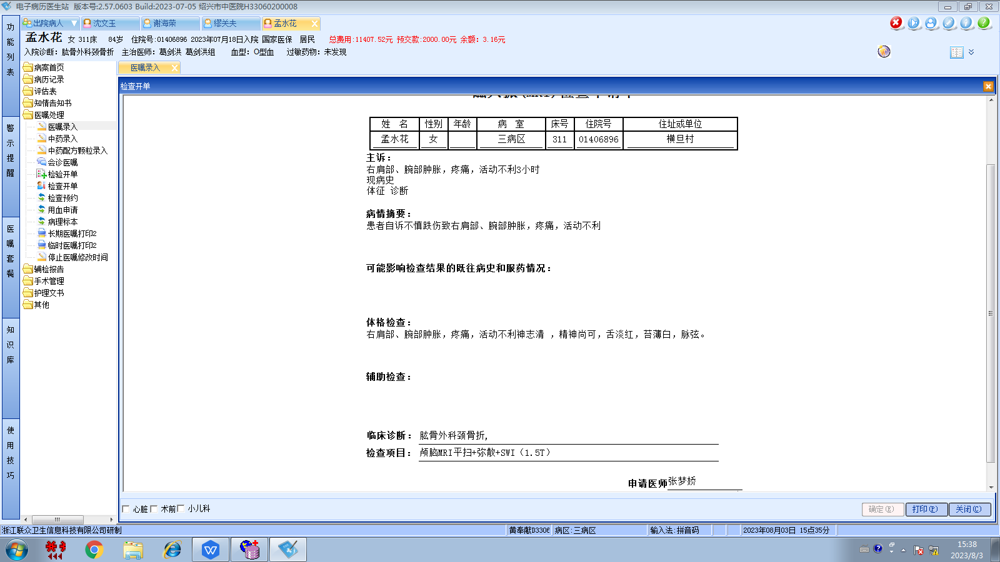 电子病历医生站 版本号:2.57.0603 Build:2023-07-05 绍兴市中医院H33060200008
出院病人 沈文玉 谢海荣 缪关夫 孟水花
孟水花 女 311床 84岁 住院号:01406896 2023年07月18日入院 国家医保 居民 总费用:11407.52元 预交款:2000.00元 余额: 3.16元
入院诊断: 肱骨外科颈骨折 主治医师: 葛剑洪 葛剑洪组 血型: O型血 过敏药物: 未发现
功能列表
警示提醒
医嘱套餐
知识库
使用技巧
病案首页
病历记录
评估表
知情告知书
医嘱处理
医嘱录入
中药录入
中药配方颗粒录入
会诊医嘱
检验开单
检查开单
检查预约
用血申请
病理标本
长期医嘱打印2
临时医嘱打印2
停止医嘱修改时间
辅检报告
手术管理
护理文书
其他
医嘱录入
检查开单
姓 名 性别 年龄 病 室 床号 住院号 住址或单位
孟水花 女 三病区 311 01406896 横旦村
主诉:
右肩部、腕部肿胀，疼痛，活动不利3小时
现病史
体征 诊断
病情摘要:
患者自诉不慎跌伤致右肩部、腕部肿胀，疼痛，活动不利
可能影响检查结果的既往病史和服药情况:
体格检查:
右肩部、腕部肿胀，疼痛，活动不利神志清 ，精神尚可，舌淡红，苔薄白，脉弦。
辅助检查:
临床诊断: 肱骨外科颈骨折,
检查项目: 颅脑MRI平扫+弥散+SWI（1.5T）
申请医师张梦娇
心脏 术前 小儿科
确定(E) 打印(P) 关闭(C)
浙江联众卫生信息科技有限公司研制 黄奉献D330 病区:三病区 输入法:拼音码 2023年08月03日 15点35分
15:38
2023/8/3